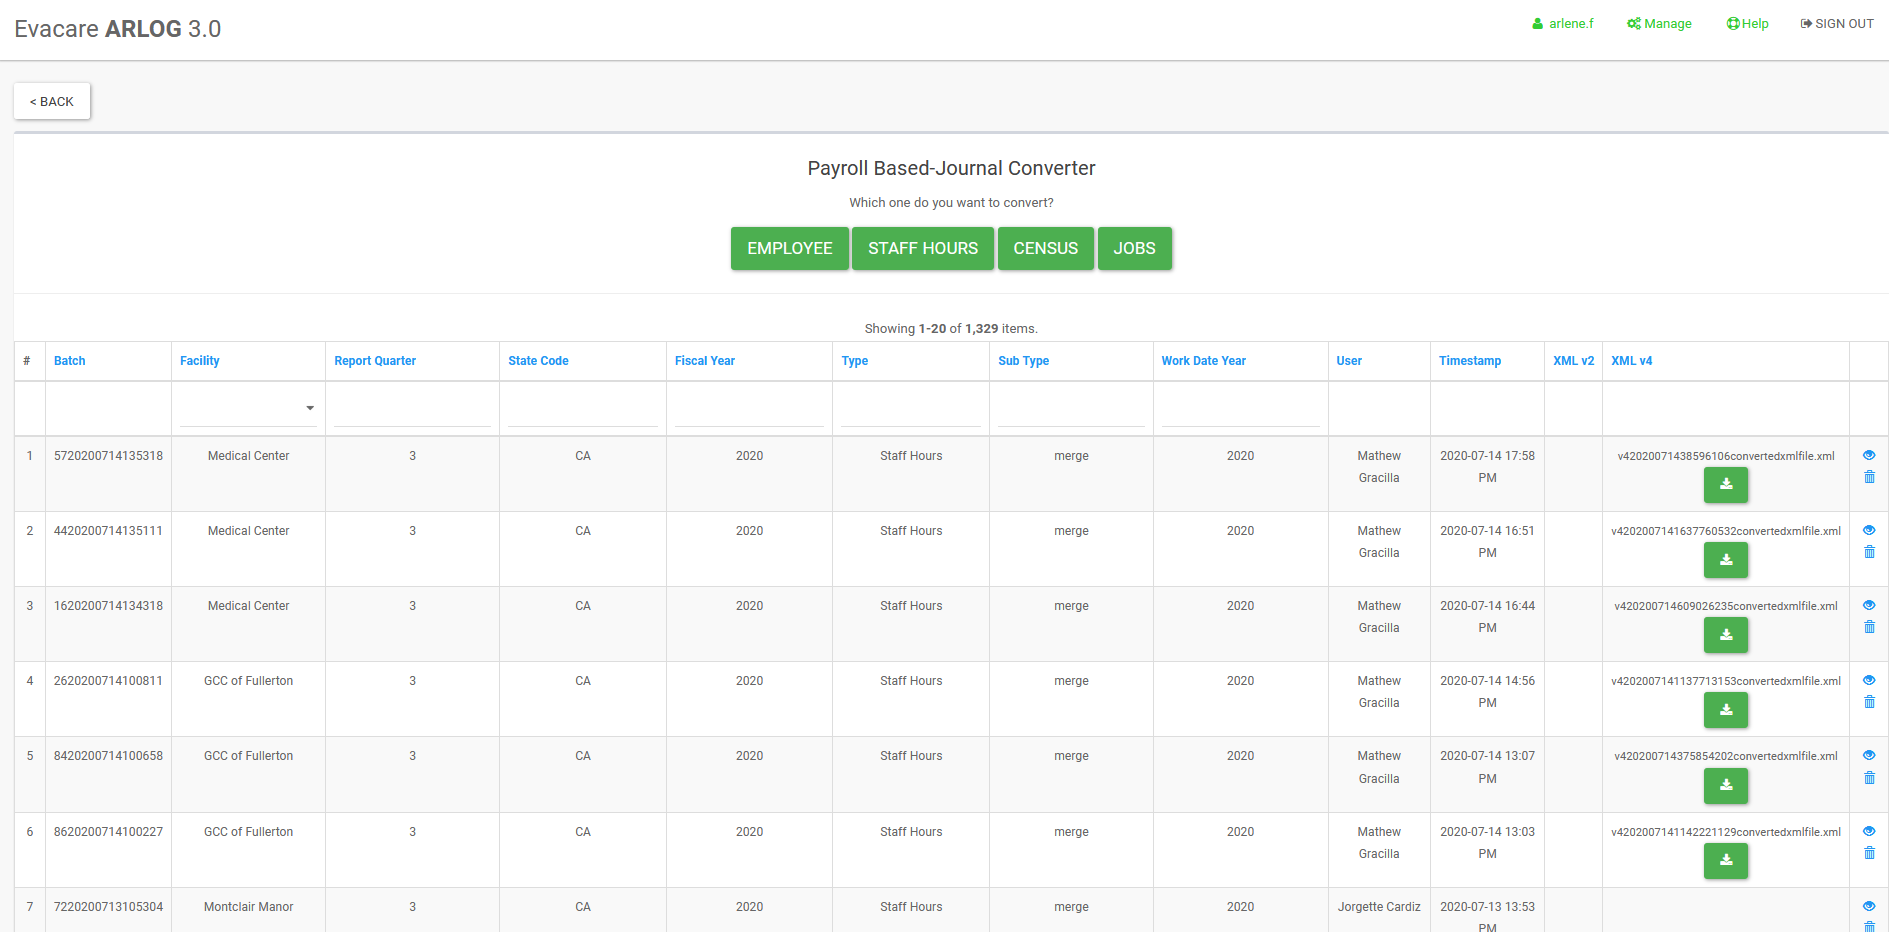 Evacare ARLOG 3.0
arlene.f Manage Help SIGN OUT
< BACK
Payroll Based-Journal Converter
Which one do you want to convert?
EMPLOYEE STAFF HOURS CENSUS JOBS
Showing 1-20 of 1,329 items.
# Batch Facility Report Quarter State Code Fiscal Year Type Sub Type Work Date Year User Timestamp XML v2 XML v4
1 5720200714135318 Medical Center 3 CA 2020 Staff Hours merge 2020 Mathew 2020-07-14 17:58 v42020071438596106convertedxmlfile.xml
Gracilla PM
2 4420200714135111 Medical Center 3 CA 2020 Staff Hours merge 2020 Mathew 2020-07-14 16:51 v4202007141637760532convertedxmlfile.xml
Gracilla PM
3 1620200714134318 Medical Center 3 CA 2020 Staff Hours merge 2020 Mathew 2020-07-14 16:44 v420200714609026235convertedxmlfile.xml
Gracilla PM
4 2620200714100811 GCC of Fullerton 3 CA 2020 Staff Hours merge 2020 Mathew 2020-07-14 14:56 v4202007141137713153convertedxmlfile.xml
Gracilla PM
5 8420200714100658 GCC of Fullerton 3 CA 2020 Staff Hours merge 2020 Mathew 2020-07-14 13:07 v420200714375854202convertedxmlfile.xml
Gracilla PM
6 8620200714100227 GCC of Fullerton 3 CA 2020 Staff Hours merge 2020 Mathew 2020-07-14 13:03 v4202007141142221129convertedxmlfile.xml
Gracilla PM
7 7220200713105304 Montclair Manor 3 CA 2020 Staff Hours merge 2020 Jorgette Cardiz 2020-07-13 13:53
PM